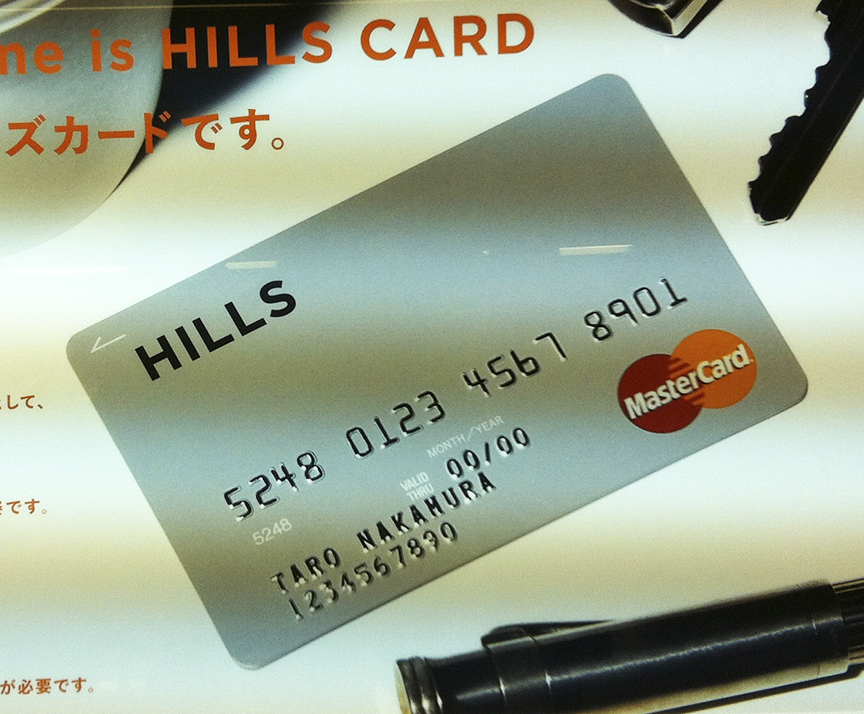 me is HILLS CARD
ズカードです。
HILLS
5248 0123 4567 8901
MasterCard
5248
MONTH/YEAR
VALID THRU 00/00
TARO NAKAMURA
1234567890
して、
です。
が必要です。